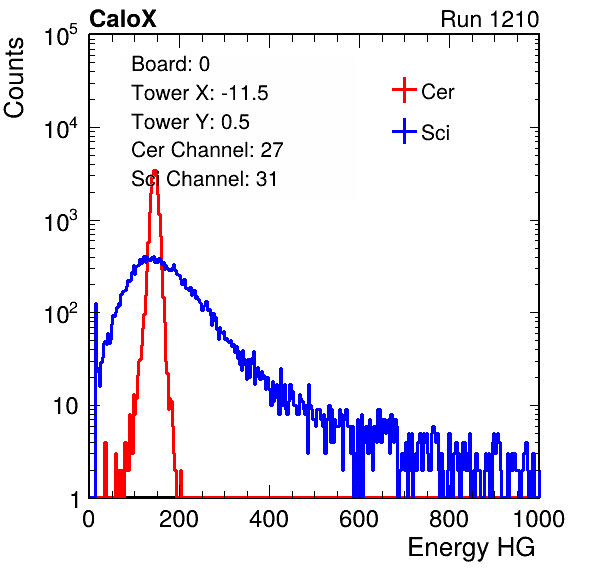 CaloX Run 1210
Counts
10^5
10^4
10^3
10^2
10
1
Board: 0
Tower X: -11.5
Tower Y: 0.5
Cer Channel: 27
Sci Channel: 31
Cer
Sci
0 200 400 600 800 1000
Energy HG